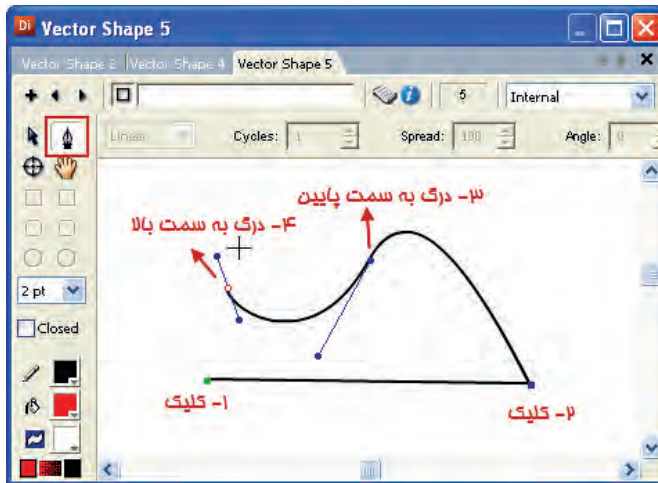 Di Vector Shape 5
Vector Shape 2 Vector Shape 4 Vector Shape 5
5 Internal
Linear Cycles: 1 Spread: 100 Angle: 0
۳- درگ به سمت پایین
۴- درگ به سمت بالا
2 pt
Closed
۱- کلیک
۲- کلیک